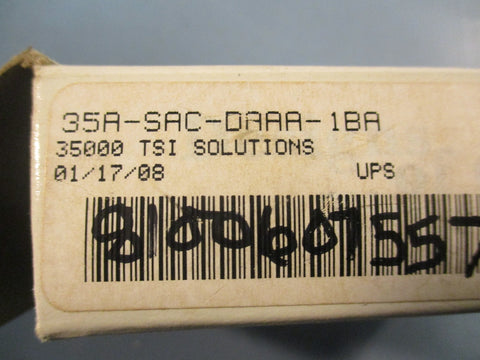 35A-SAC-DAAA-1BA
35000 TSI SOLUTIONS
01/17/08 UPS
8100607557